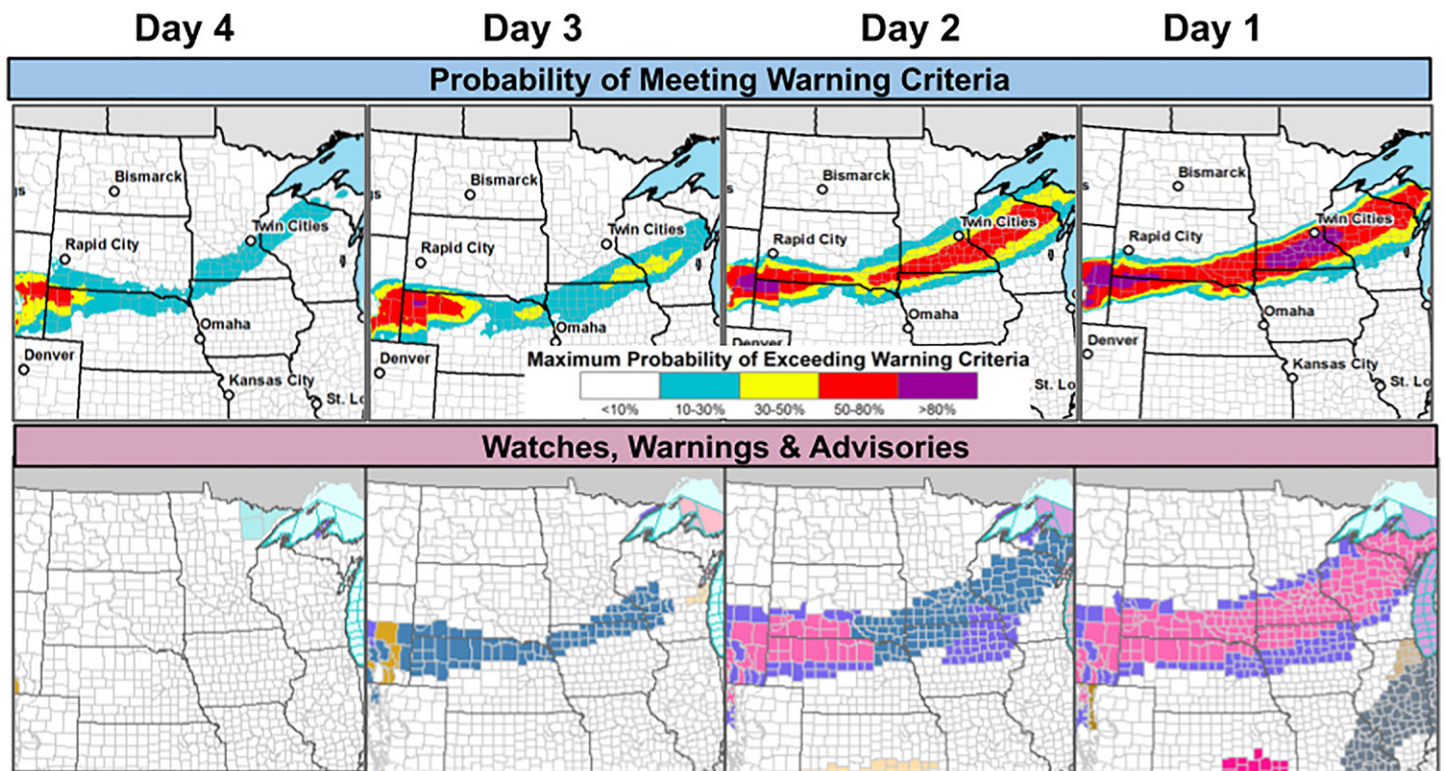 Day 4 Day 3 Day 2 Day 1
Probability of Meeting Warning Criteria
Bismarck
Rapid City
Twin Cities
Omaha
Denver
Kansas City
St. Lo
Bismarck
Rapid City
Twin Cities
Omaha
Denver
s
Bismarck
Rapid City
Twin Cities
Omaha
Denver
St. Lo
s
Bismarck
Rapid City
Twin Cities
Omaha
Denver
Kansas City
St. Lo
Maximum Probability of Exceeding Warning Criteria
<10% 10-30% 30-50% 50-80% >80%
Watches, Warnings & Advisories